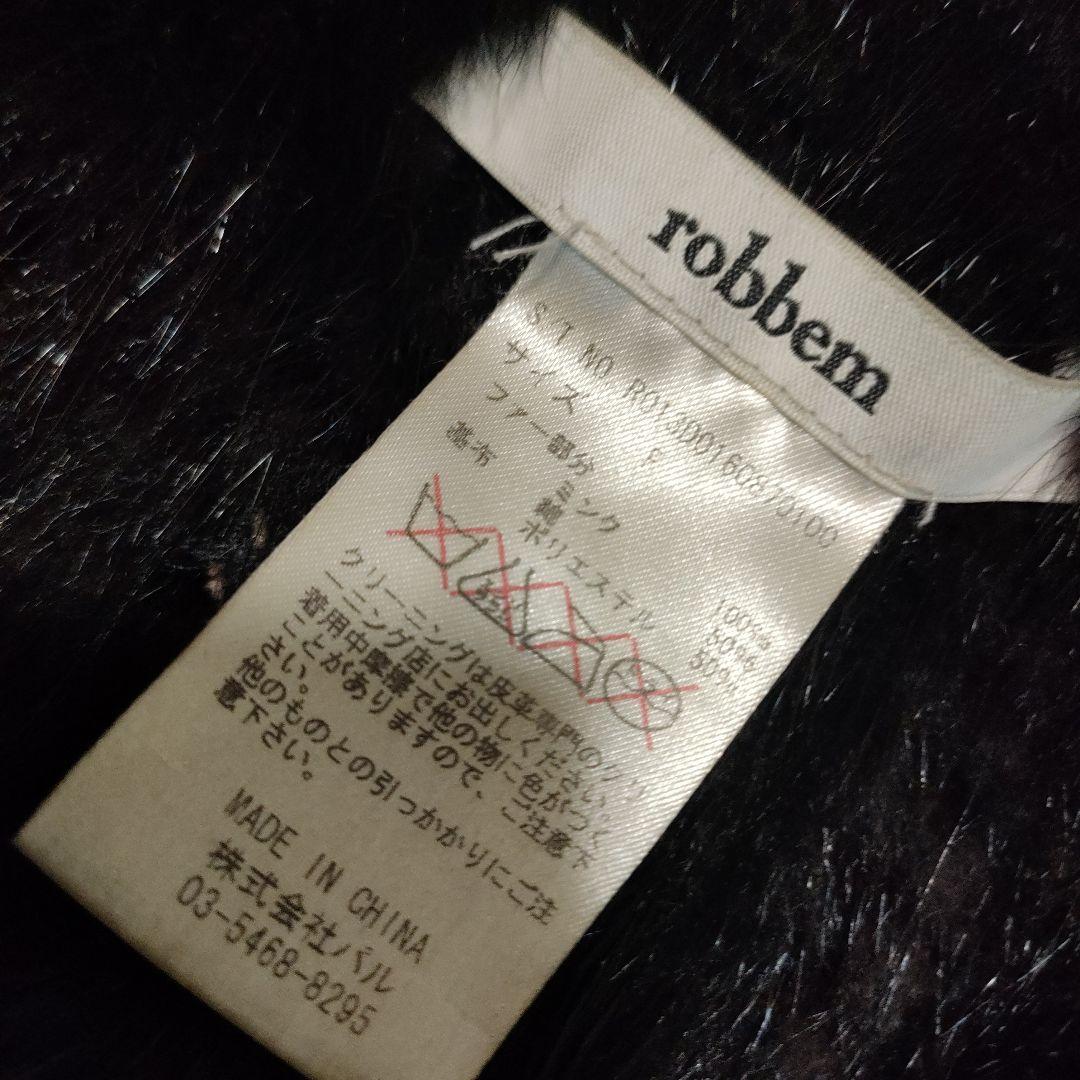 robbem
S/T NO. R013D0160870100
サイズ F
ファー部分 ミンク 100%
基布 綿 50%
ポリエステル 50%
クリーニングは皮革専門のクリ
ーニング店にお出しください。
着用中摩擦で他の物に色がつく
ことがありますので、ご注意下
さい。
他のものとの引っかかりにご注
意下さい。
MADE IN CHINA
株式会社パル
03-5468-8295